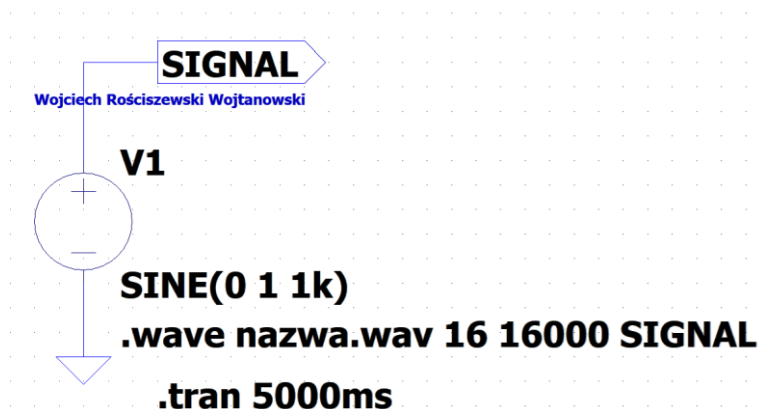 SIGNAL
Wojciech Rościszewski Wojtanowski
V1
SINE(0 1 1k)
.wave nazwa.wav 16 16000 SIGNAL
.tran 5000ms